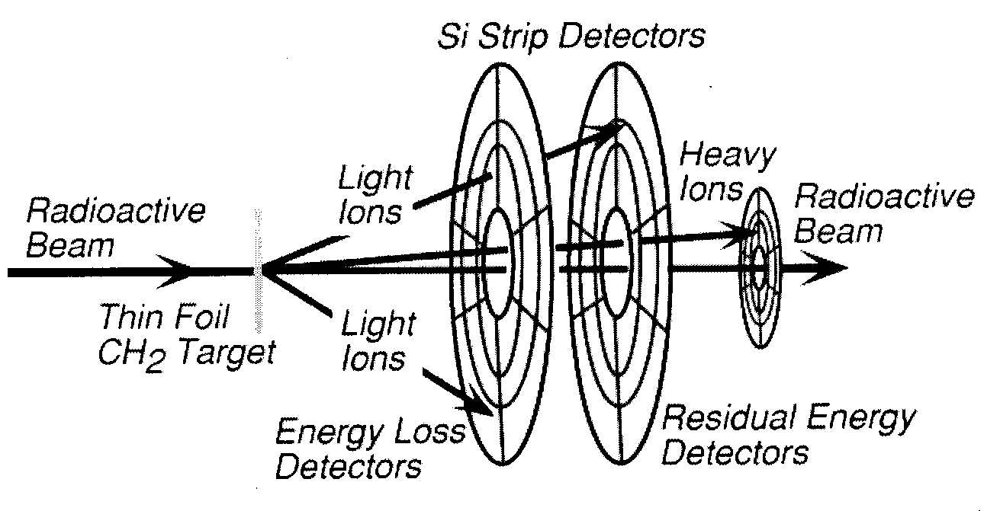 Si Strip Detectors
Heavy
Ions
Light
Ions
Radioactive
Beam
Radioactive
Beam
Thin Foil
CH2 Target
Light
Ions
Energy Loss
Detectors
Residual Energy
Detectors